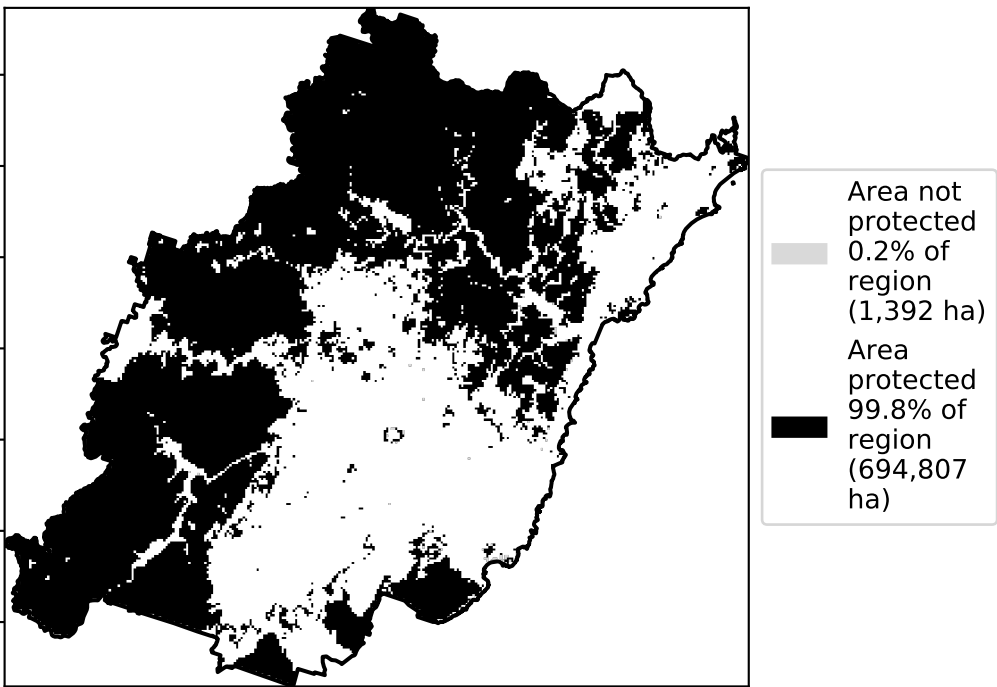 Area not
protected
0.2% of
region
(1,392 ha)
Area
protected
99.8% of
region
(694,807
ha)